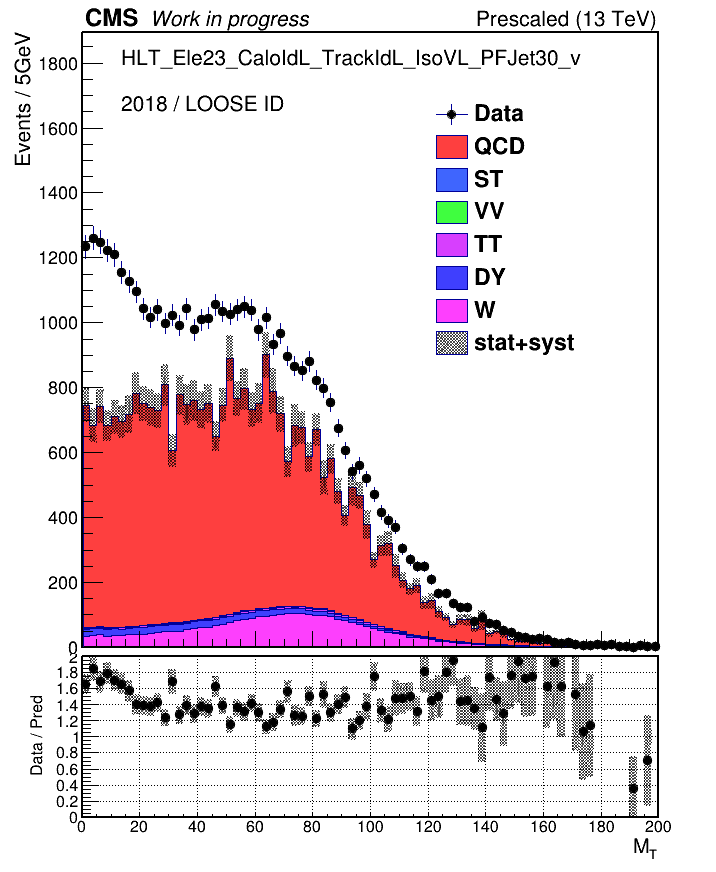 CMS Work in progress Prescaled (13 TeV)
Events / 5GeV
HLT_Ele23_CaloIdL_TrackIdL_IsoVL_PFJet30_v
2018 / LOOSE ID
Data
QCD
ST
VV
TT
DY
W
stat+syst
1800
1600
1400
1200
1000
800
600
400
200
0
Data / Pred
2
1.8
1.6
1.4
1.2
1
0.8
0.6
0.4
0.2
0
0 20 40 60 80 100 120 140 160 180 200
M_T